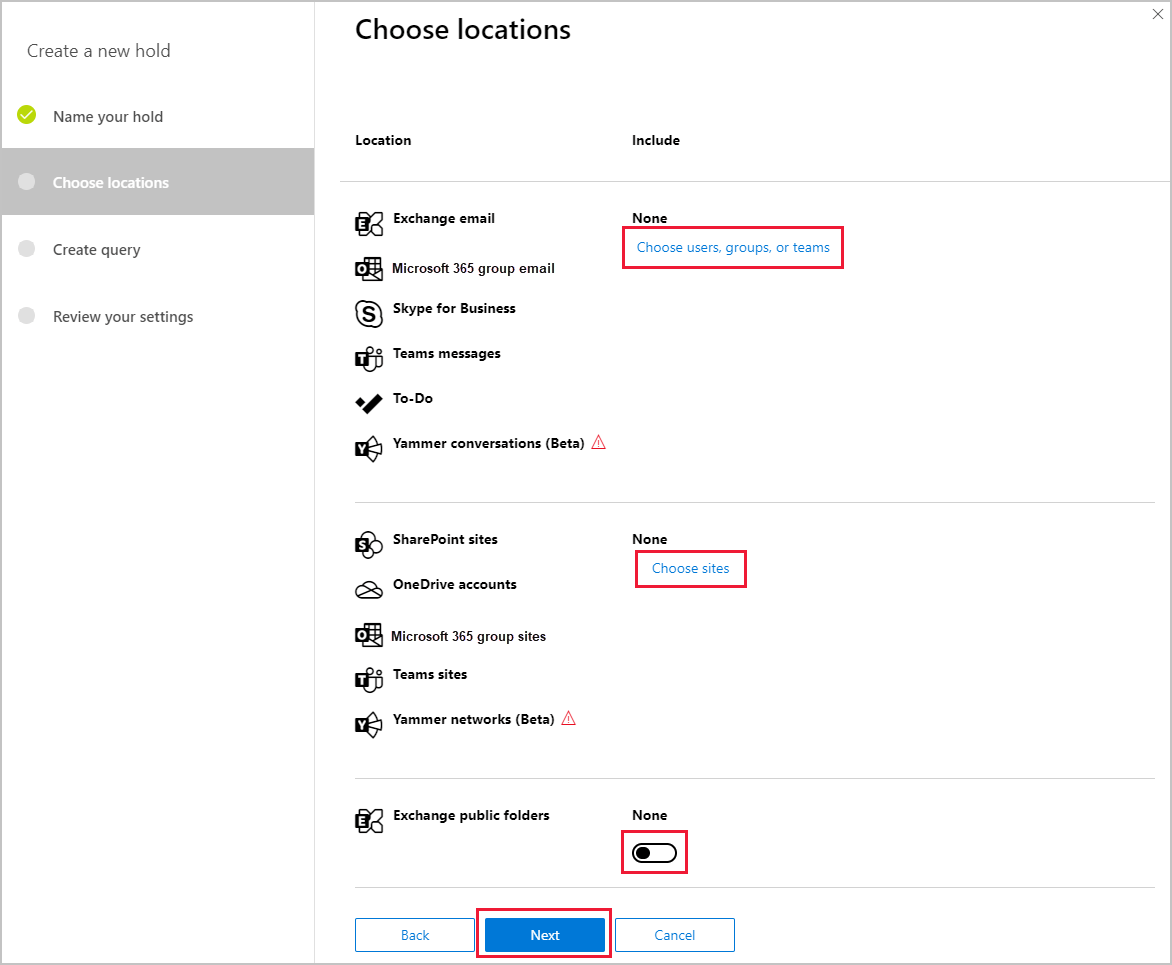 Create a new hold
Name your hold
Choose locations
Create query
Review your settings
Choose locations
Location Include
Exchange email None
Choose users, groups, or teams
Microsoft 365 group email
Skype for Business
Teams messages
To-Do
Yammer conversations (Beta)
SharePoint sites None
Choose sites
OneDrive accounts
Microsoft 365 group sites
Teams sites
Yammer networks (Beta)
Exchange public folders None
Back Next Cancel